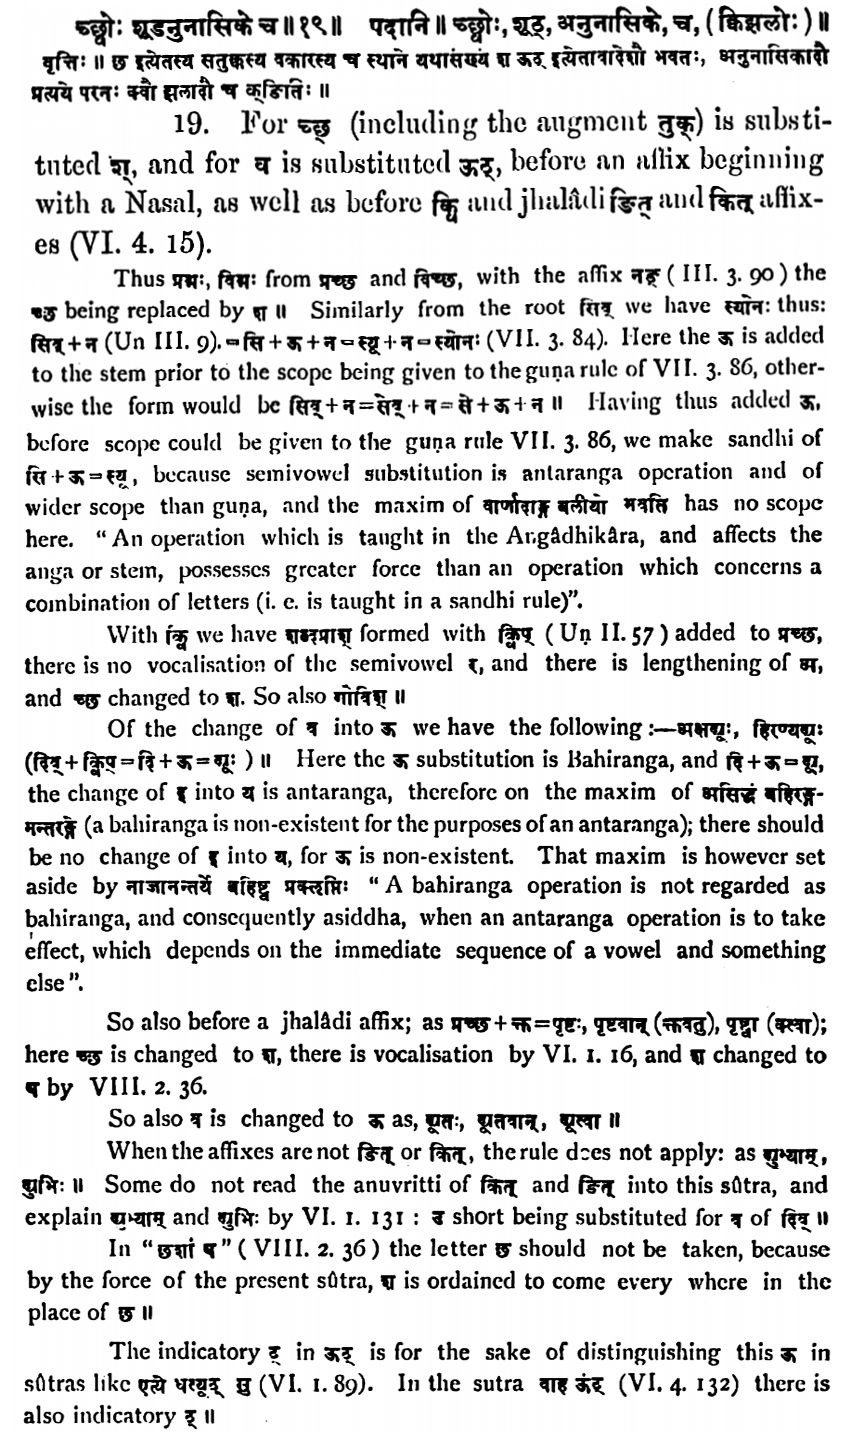 च्छ्वोः शूडनुनासिके च ॥ १९ ॥ पदानि ॥ च्छ्वोः, शूठ्, अनुनासिके, च, (क्विझलोः) ॥
वृत्तिः ॥ छ इत्येतस्य सतुक्कस्य वकारस्य च स्थाने यथासंख्यं श ऊठ् इत्येतावादेशौ भवतः, अनुनासिकादौ
प्रत्यये परतः क्वौ झलादौ च क्ङिति ॥
19. For च्छ् (including the augment तुक्) is substi-
tuted श्, and for व is substituted ऊठ्, before an affix beginning
with a Nasal, as well as before क्वि and jhalâdi ङित् and कित् affix-
es (VI. 4. 15).
Thus प्रश्नः, विश्नः from प्रच्छ and विच्छ, with the affix नङ् (III. 3. 90) the
च्छ being replaced by श ॥ Similarly from the root सिव् we have स्योनः thus:
सिव् + न (Un III. 9). = सि + ऊ + न = स्यू + न = स्योनः (VII. 3. 84). Here the ऊ is added
to the stem prior to the scope being given to the guṇa rule of VII. 3. 86, other-
wise the form would be सिव् + न = सेव् + न = से + ऊ + न ॥ Having thus added ऊ,
before scope could be given to the guṇa rule VII. 3. 86, we make sandhi of
सि + ऊ = स्यू, because semivowel substitution is antaranga operation and of
wider scope than guṇa, and the maxim of वार्णादाङ्ग बलीयो भवति has no scope
here. "An operation which is taught in the Aṅgâdhikâra, and affects the
anga or stem, possesses greater force than an operation which concerns a
combination of letters (i. e. is taught in a sandhi rule)".
With क्वि we have शब्दप्राश् formed with क्विप् (Uṇ II. 57) added to प्रच्छ,
there is no vocalisation of the semivowel र, and there is lengthening of अ,
and च्छ changed to श. So also गोविश् ॥
Of the change of व into ऊ we have the following :—अक्षद्यूः, हिरण्यद्यूः
(दिव् + क्विप् = दि + ऊ = द्यूः) ॥ Here the ऊ substitution is Bahiranga, and दि + ऊ = द्यू,
the change of इ into य is antaranga, therefore on the maxim of असिद्धं बहिरङ्ग-
मन्तरङ्गे (a bahiranga is non-existent for the purposes of an antaranga); there should
be no change of इ into य, for ऊ is non-existent. That maxim is however set
aside by नाजानन्तर्ये बहिष्ट्व प्रक्लृप्तिः "A bahiranga operation is not regarded as
bahiranga, and consequently asiddha, when an antaranga operation is to take
effect, which depends on the immediate sequence of a vowel and something
else".
So also before a jhalâdi affix; as प्रच्छ + क्त = पृष्टः, पृष्टवान् (क्तवतु), पृष्ट्वा (क्त्वा);
here च्छ is changed to श, there is vocalisation by VI. 1. 16, and श changed to
ष by VIII. 2. 36.
So also व is changed to ऊ as, द्यूतः, द्यूतवान्, द्यूत्वा ॥
When the affixes are not ङित् or कित्, the rule does not apply: as द्युभ्याम्,
द्युभिः ॥ Some do not read the anuvritti of कित् and ङित् into this sûtra, and
explain द्युभ्याम् and द्युभिः by VI. 1. 131 : उ short being substituted for व of दिव् ॥
In "छशां ष" (VIII. 2. 36) the letter छ should not be taken, because
by the force of the present sûtra, श is ordained to come every where in the
place of छ ॥
The indicatory ठ् in ऊठ् is for the sake of distinguishing this ऊ in
sûtras like एत्ये धत्यूठ् सु (VI. 1. 89). In the sutra वाह ऊठ् (VI. 4. 132) there is
also indicatory ठ् ॥